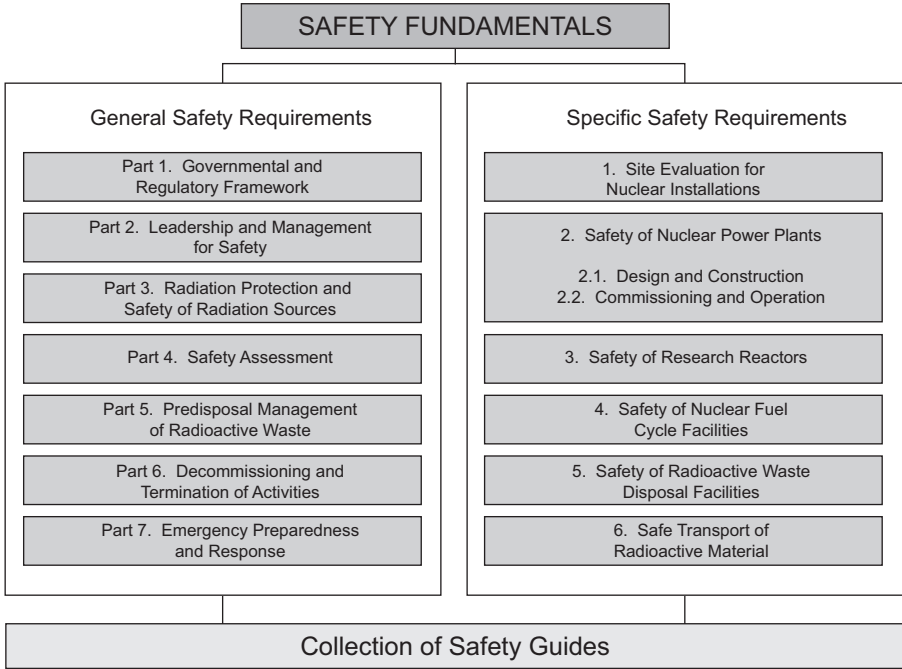 SAFETY FUNDAMENTALS
General Safety Requirements
Part 1. Governmental and
Regulatory Framework
Part 2. Leadership and Management
for Safety
Part 3. Radiation Protection and
Safety of Radiation Sources
Part 4. Safety Assessment
Part 5. Predisposal Management
of Radioactive Waste
Part 6. Decommissioning and
Termination of Activities
Part 7. Emergency Preparedness
and Response
Specific Safety Requirements
1. Site Evaluation for
Nuclear Installations
2. Safety of Nuclear Power Plants
2.1. Design and Construction
2.2. Commissioning and Operation
3. Safety of Research Reactors
4. Safety of Nuclear Fuel
Cycle Facilities
5. Safety of Radioactive Waste
Disposal Facilities
6. Safe Transport of
Radioactive Material
Collection of Safety Guides